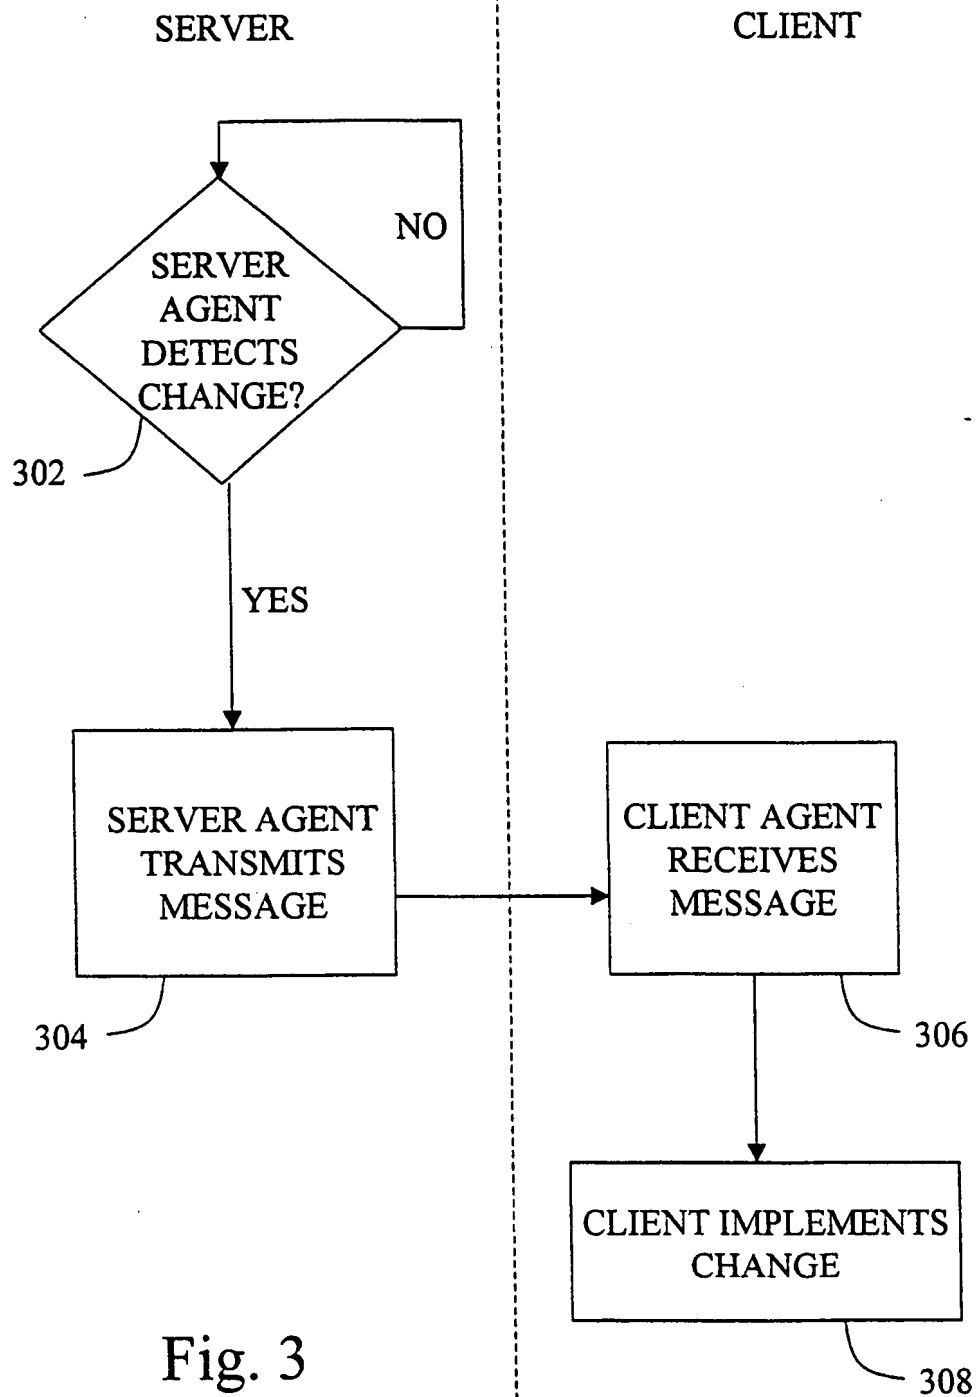 SERVER
CLIENT
NO
SERVER
AGENT
DETECTS
CHANGE?
302
YES
SERVER AGENT
TRANSMITS
MESSAGE
304
CLIENT AGENT
RECEIVES
MESSAGE
306
CLIENT IMPLEMENTS
CHANGE
308
Fig. 3